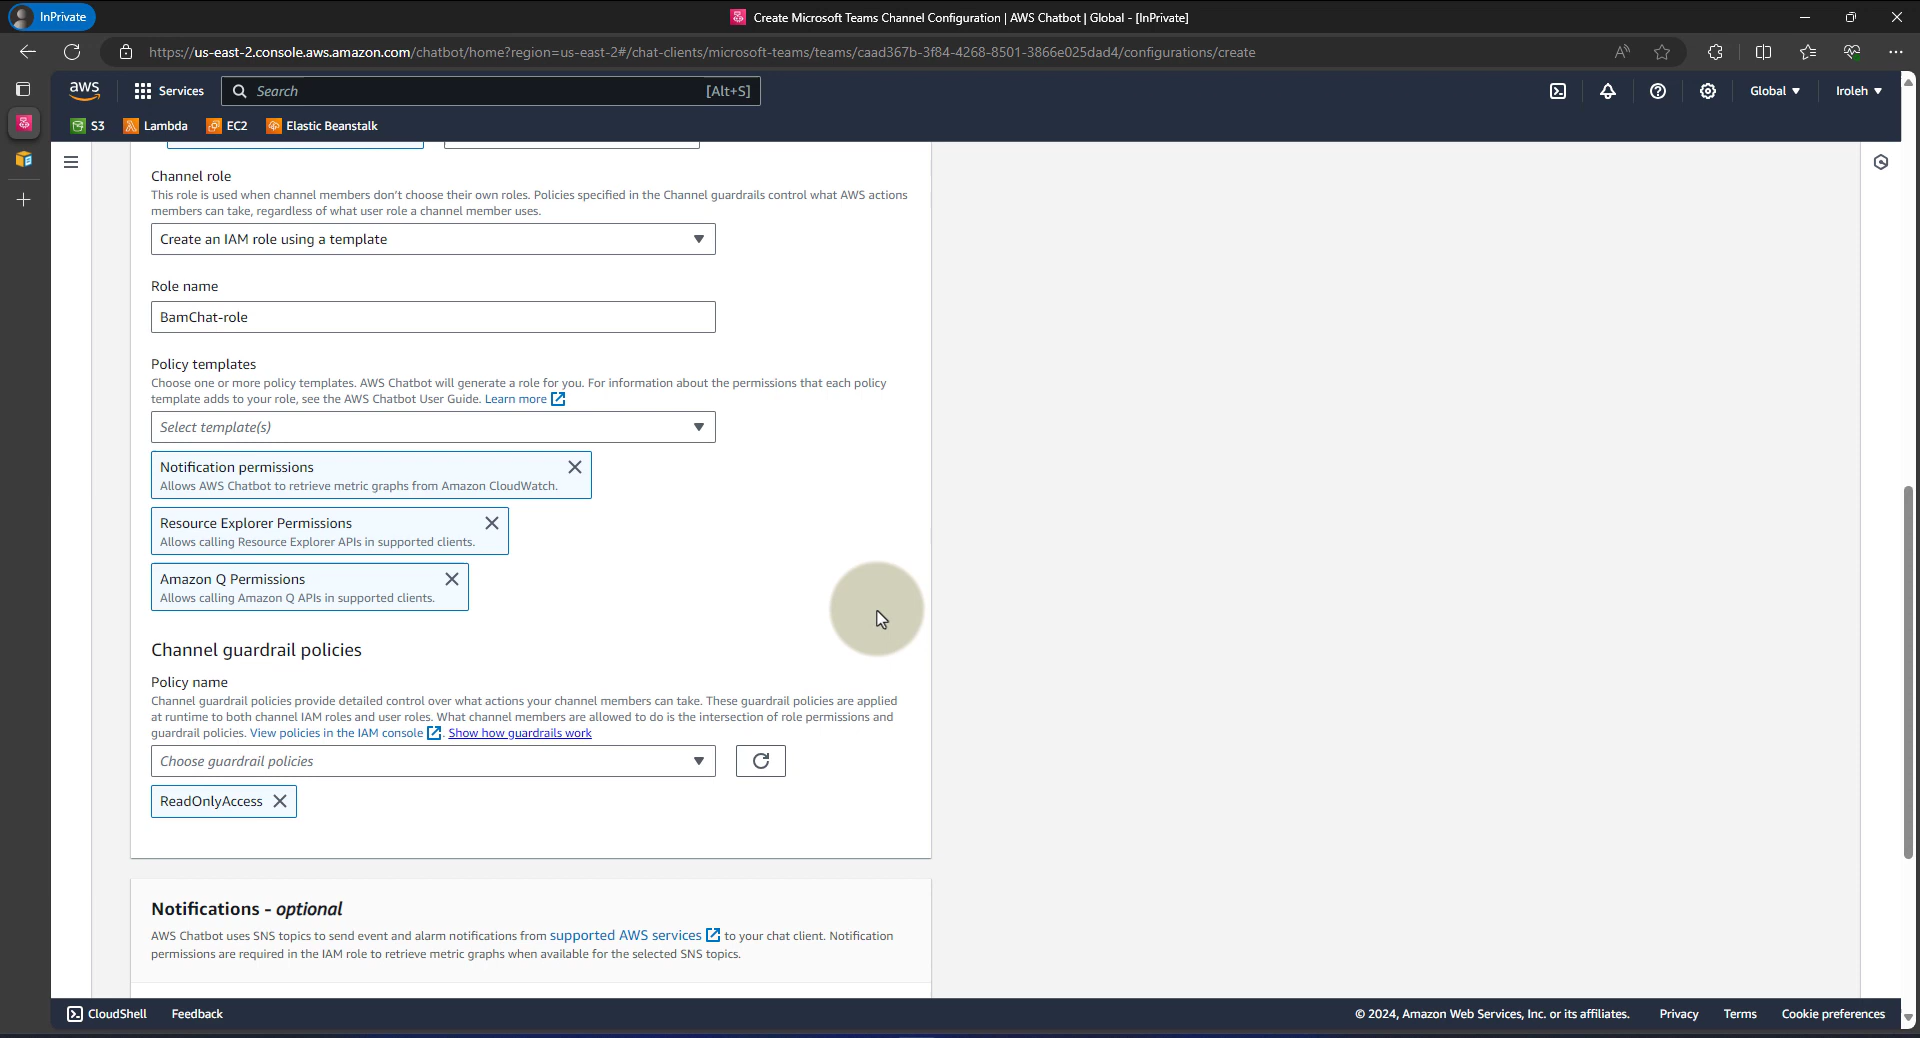 InPrivate
Create Microsoft Teams Channel Configuration | AWS Chatbot | Global - [InPrivate]
https://us-east-2.console.aws.amazon.com/chatbot/home?region=us-east-2#/chat-clients/microsoft-teams/teams/caad367b-3f84-4268-8501-3866e025dad4/configurations/create
aws
Services
Search
[Alt+S]
Global
Iroleh
S3
Lambda
EC2
Elastic Beanstalk
Channel role
This role is used when channel members don't choose their own roles. Policies specified in the Channel guardrails control what AWS actions
members can take, regardless of what user role a channel member uses.
Create an IAM role using a template
Role name
BamChat-role
Policy templates
Choose one or more policy templates. AWS Chatbot will generate a role for you. For information about the permissions that each policy
template adds to your role, see the AWS Chatbot User Guide. Learn more
Select template(s)
Notification permissions
Allows AWS Chatbot to retrieve metric graphs from Amazon CloudWatch.
Resource Explorer Permissions
Allows calling Resource Explorer APIs in supported clients.
Amazon Q Permissions
Allows calling Amazon Q APIs in supported clients.
Channel guardrail policies
Policy name
Channel guardrail policies provide detailed control over what actions your channel members can take. These guardrail policies are applied
at runtime to both channel IAM roles and user roles. What channel members are allowed to do is the intersection of role permissions and
guardrail policies. View policies in the IAM console. Show how guardrails work
Choose guardrail policies
ReadOnlyAccess
Notifications - optional
AWS Chatbot uses SNS topics to send event and alarm notifications from supported AWS services to your chat client. Notification
permissions are required in the IAM role to retrieve metric graphs when available for the selected SNS topics.
CloudShell
Feedback
© 2024, Amazon Web Services, Inc. or its affiliates.
Privacy
Terms
Cookie preferences